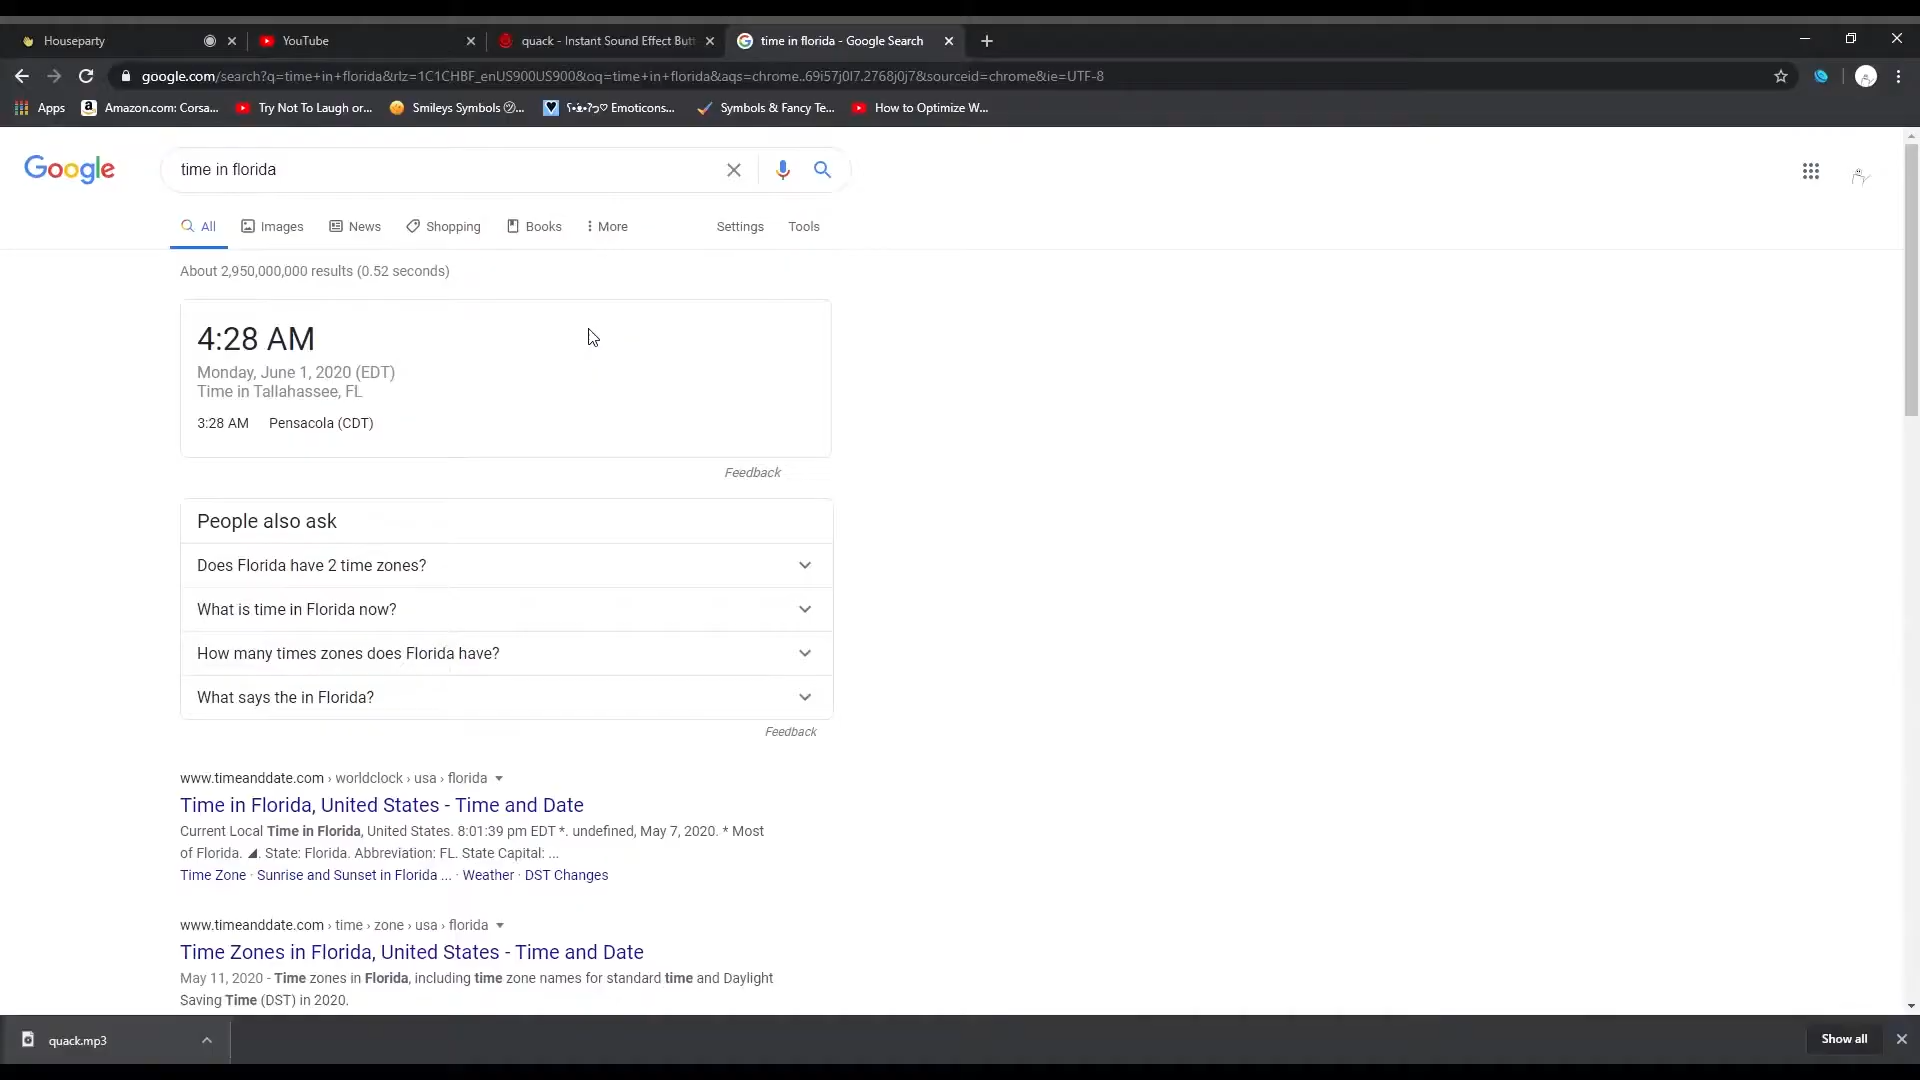 Houseparty
YouTube
quack - Instant Sound Effect Butt
time in florida - Google Search
google.com/search?q=time+in+florida&rlz=1C1CHBF_enUS900US900&oq=time+in+florida&aqs=chrome..69i57j0l7.2768j0j7&sourceid=chrome&ie=UTF-8
Apps
Amazon.com: Corsa...
Try Not To Laugh or...
Smileys Symbols ㋡...
Emoticons...
Symbols & Fancy Te...
How to Optimize W...
Google
time in florida
All
Images
News
Shopping
Books
More
Settings
Tools
About 2,950,000,000 results (0.52 seconds)
4:28 AM
Monday, June 1, 2020 (EDT)
Time in Tallahassee, FL
3:28 AM Pensacola (CDT)
Feedback
People also ask
Does Florida have 2 time zones?
What is time in Florida now?
How many times zones does Florida have?
What says the in Florida?
Feedback
www.timeanddate.com › worldclock › usa › florida
Time in Florida, United States - Time and Date
Current Local Time in Florida, United States. 8:01:39 pm EDT *. undefined, May 7, 2020. * Most
of Florida. ◢. State: Florida. Abbreviation: FL. State Capital: ...
Time Zone · Sunrise and Sunset in Florida ... · Weather · DST Changes
www.timeanddate.com › time › zone › usa › florida
Time Zones in Florida, United States - Time and Date
May 11, 2020 - Time zones in Florida, including time zone names for standard time and Daylight
Saving Time (DST) in 2020.
quack.mp3
Show all